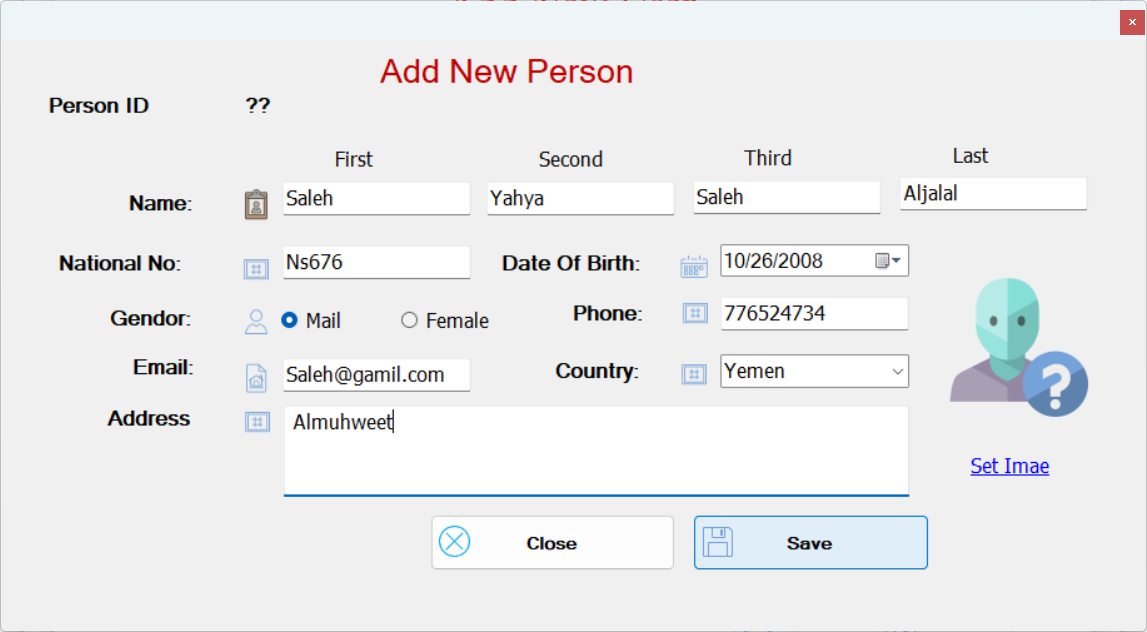 Add New Person
Person ID ??
First Second Third Last
Name: Saleh Yahya Saleh Aljalal
National No: Ns676 Date Of Birth: 10/26/2008
Gendor: Mail Female Phone: 776524734
Email: Saleh@gamil.com Country: Yemen
Address Almuhweet
Set Imae
Close Save